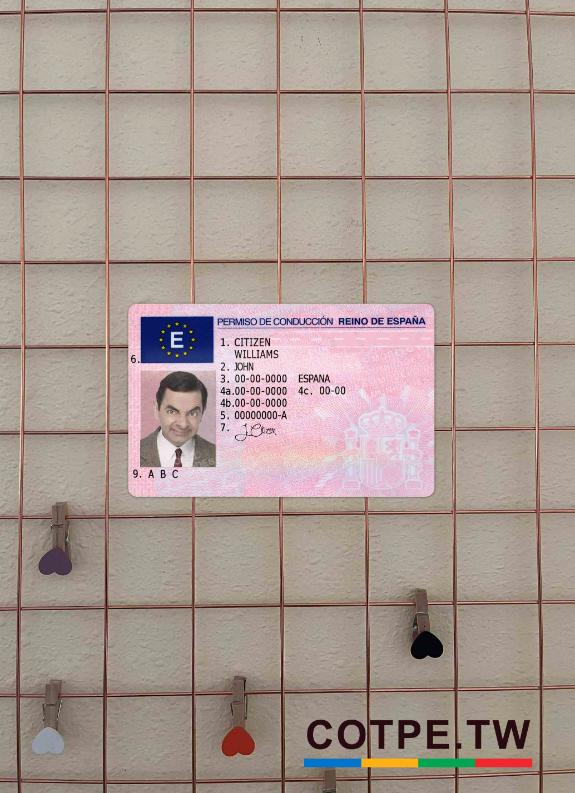 PERMISO DE CONDUCCIÓN REINO DE ESPAÑA
E
1. CITIZEN
WILLIAMS
2. JOHN
3. 00-00-0000 ESPANA
4a.00-00-0000 4c. 00-00
4b.00-00-0000
5. 00000000-A
6.
7.
9. A B C
COTPE.TW